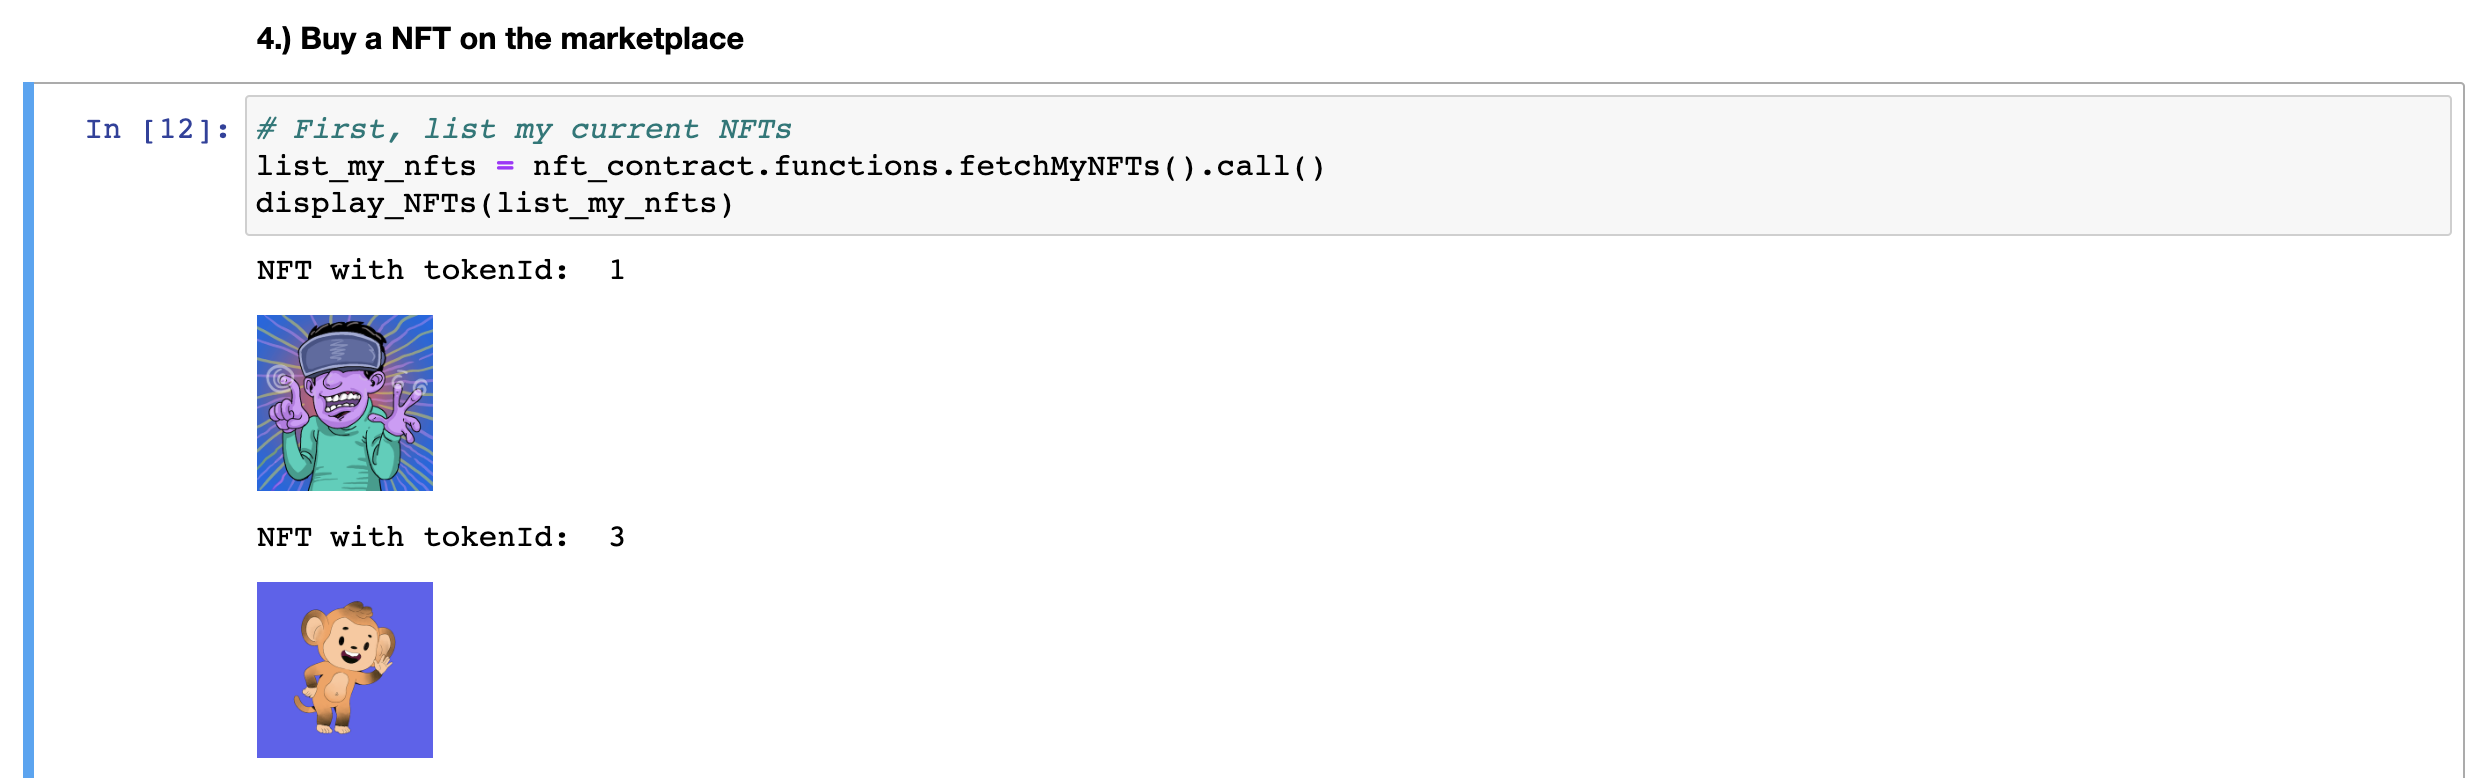 4.) Buy a NFT on the marketplace
In [12]:
# First, list my current NFTs
list_my_nfts = nft_contract.functions.fetchMyNFTs().call()
display_NFTs(list_my_nfts)
NFT with tokenId:  1
NFT with tokenId:  3